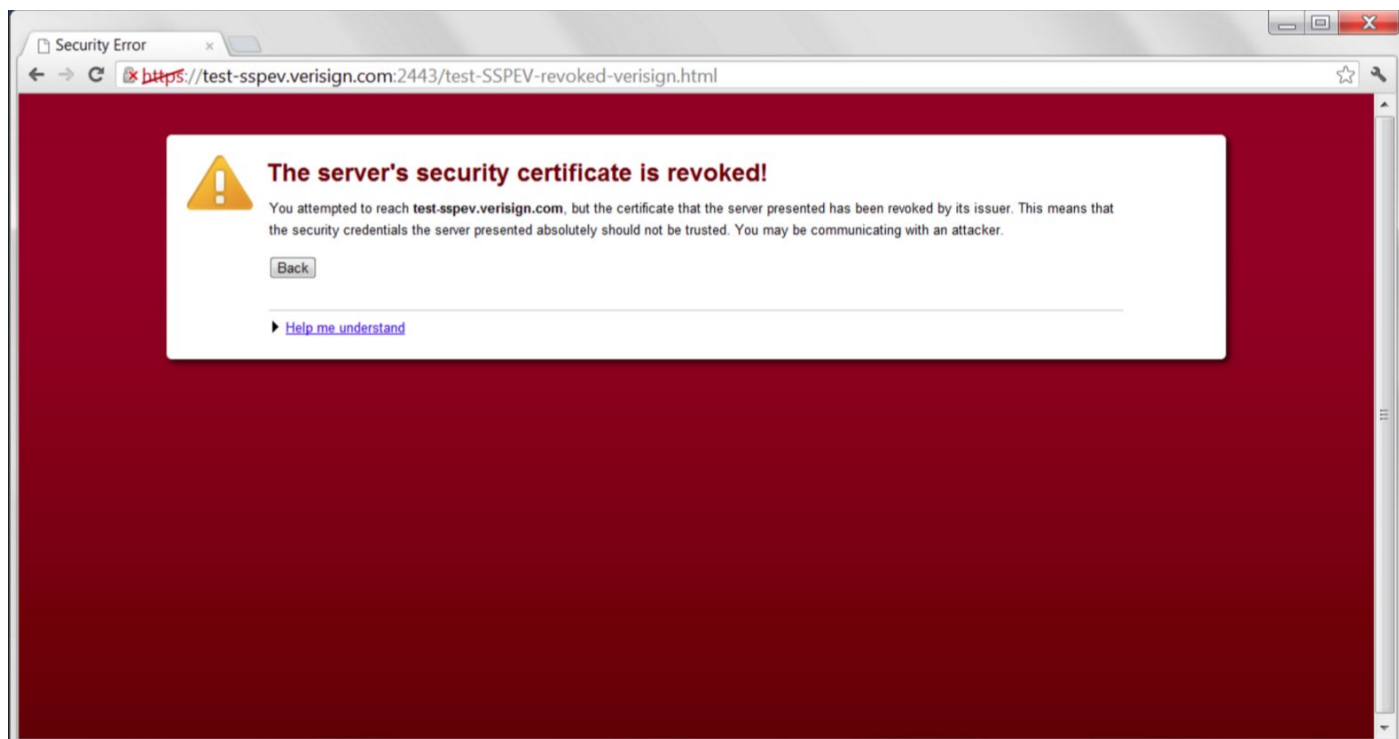 Security Error
https://test-sspev.verisign.com:2443/test-SSPEV-revoked-verisign.html
The server's security certificate is revoked!
You attempted to reach test-sspev.verisign.com, but the certificate that the server presented has been revoked by its issuer. This means that
the security credentials the server presented absolutely should not be trusted. You may be communicating with an attacker.
Back
Help me understand